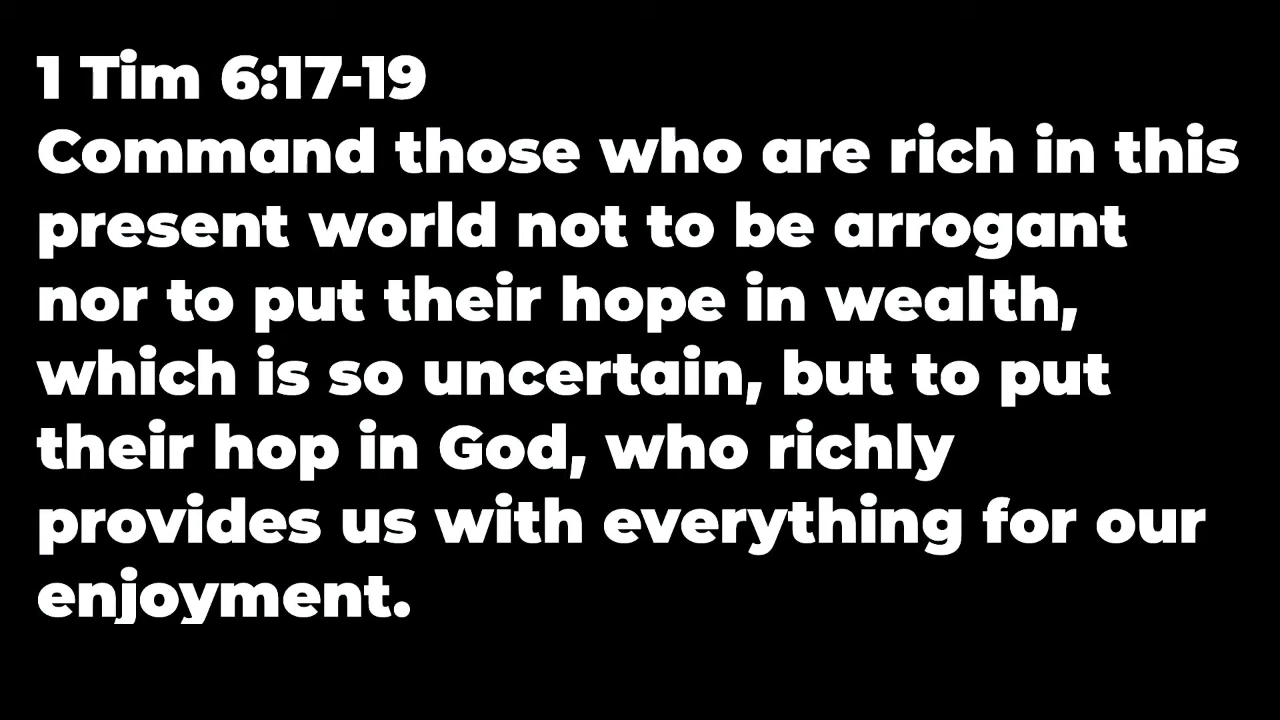 1 Tim 6:17-19
Command those who are rich in this
present world not to be arrogant
nor to put their hope in wealth,
which is so uncertain, but to put
their hop in God, who richly
provides us with everything for our
enjoyment.